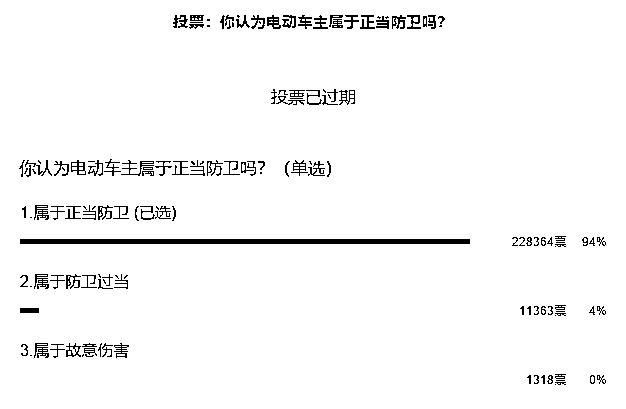 投票：你认为电动车主属于正当防卫吗？
投票已过期
你认为电动车主属于正当防卫吗？（单选）
1.属于正当防卫 (已选)
228364票 94%
2.属于防卫过当
11363票 4%
3.属于故意伤害
1318票 0%